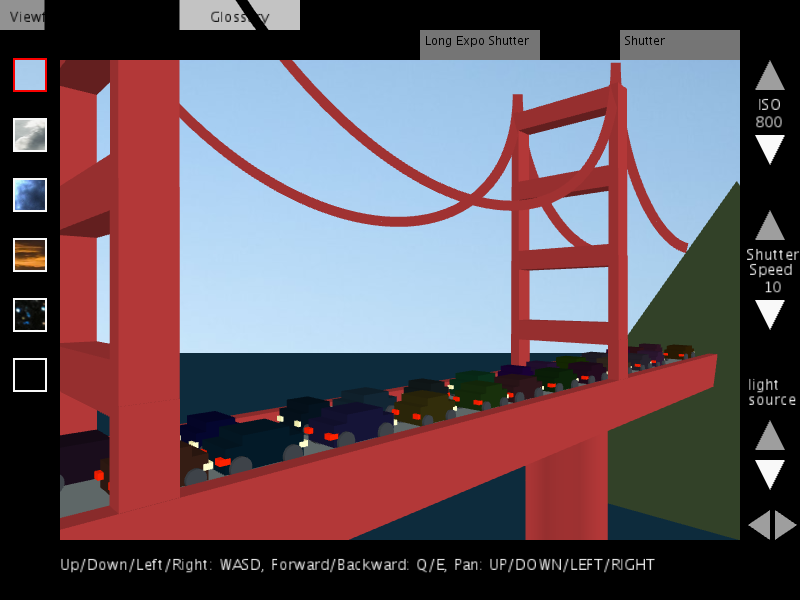 Glossary
Long Expo Shutter
Shutter
ISO
800
Shutter
Speed
10
light
source
Up/Down/Left/Right: WASD, Forward/Backward: Q/E, Pan: UP/DOWN/LEFT/RIGHT